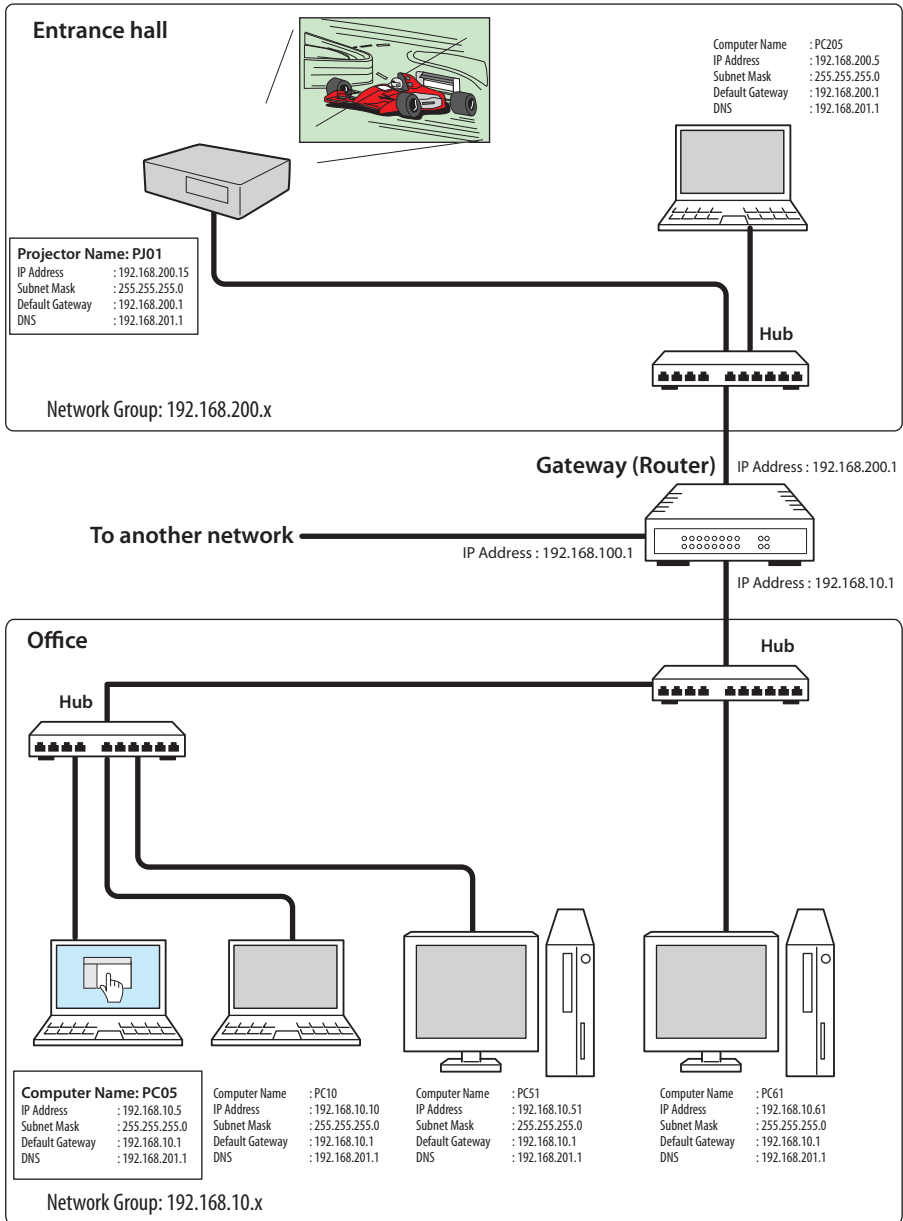 Entrance hall
Computer Name : PC205
IP Address : 192.168.200.5
Subnet Mask : 255.255.255.0
Default Gateway : 192.168.200.1
DNS : 192.168.201.1
Projector Name: PJ01
IP Address : 192.168.200.15
Subnet Mask : 255.255.255.0
Default Gateway : 192.168.200.1
DNS : 192.168.201.1
Hub
Network Group: 192.168.200.x
Gateway (Router)
IP Address : 192.168.200.1
To another network
IP Address : 192.168.100.1
IP Address : 192.168.10.1
Office
Hub
Hub
Computer Name: PC05
IP Address : 192.168.10.5
Subnet Mask : 255.255.255.0
Default Gateway : 192.168.10.1
DNS : 192.168.201.1
Computer Name : PC10
IP Address : 192.168.10.10
Subnet Mask : 255.255.255.0
Default Gateway : 192.168.10.1
DNS : 192.168.201.1
Computer Name : PC51
IP Address : 192.168.10.51
Subnet Mask : 255.255.255.0
Default Gateway : 192.168.10.1
DNS : 192.168.201.1
Computer Name : PC61
IP Address : 192.168.10.61
Subnet Mask : 255.255.255.0
Default Gateway : 192.168.10.1
DNS : 192.168.201.1
Network Group: 192.168.10.x